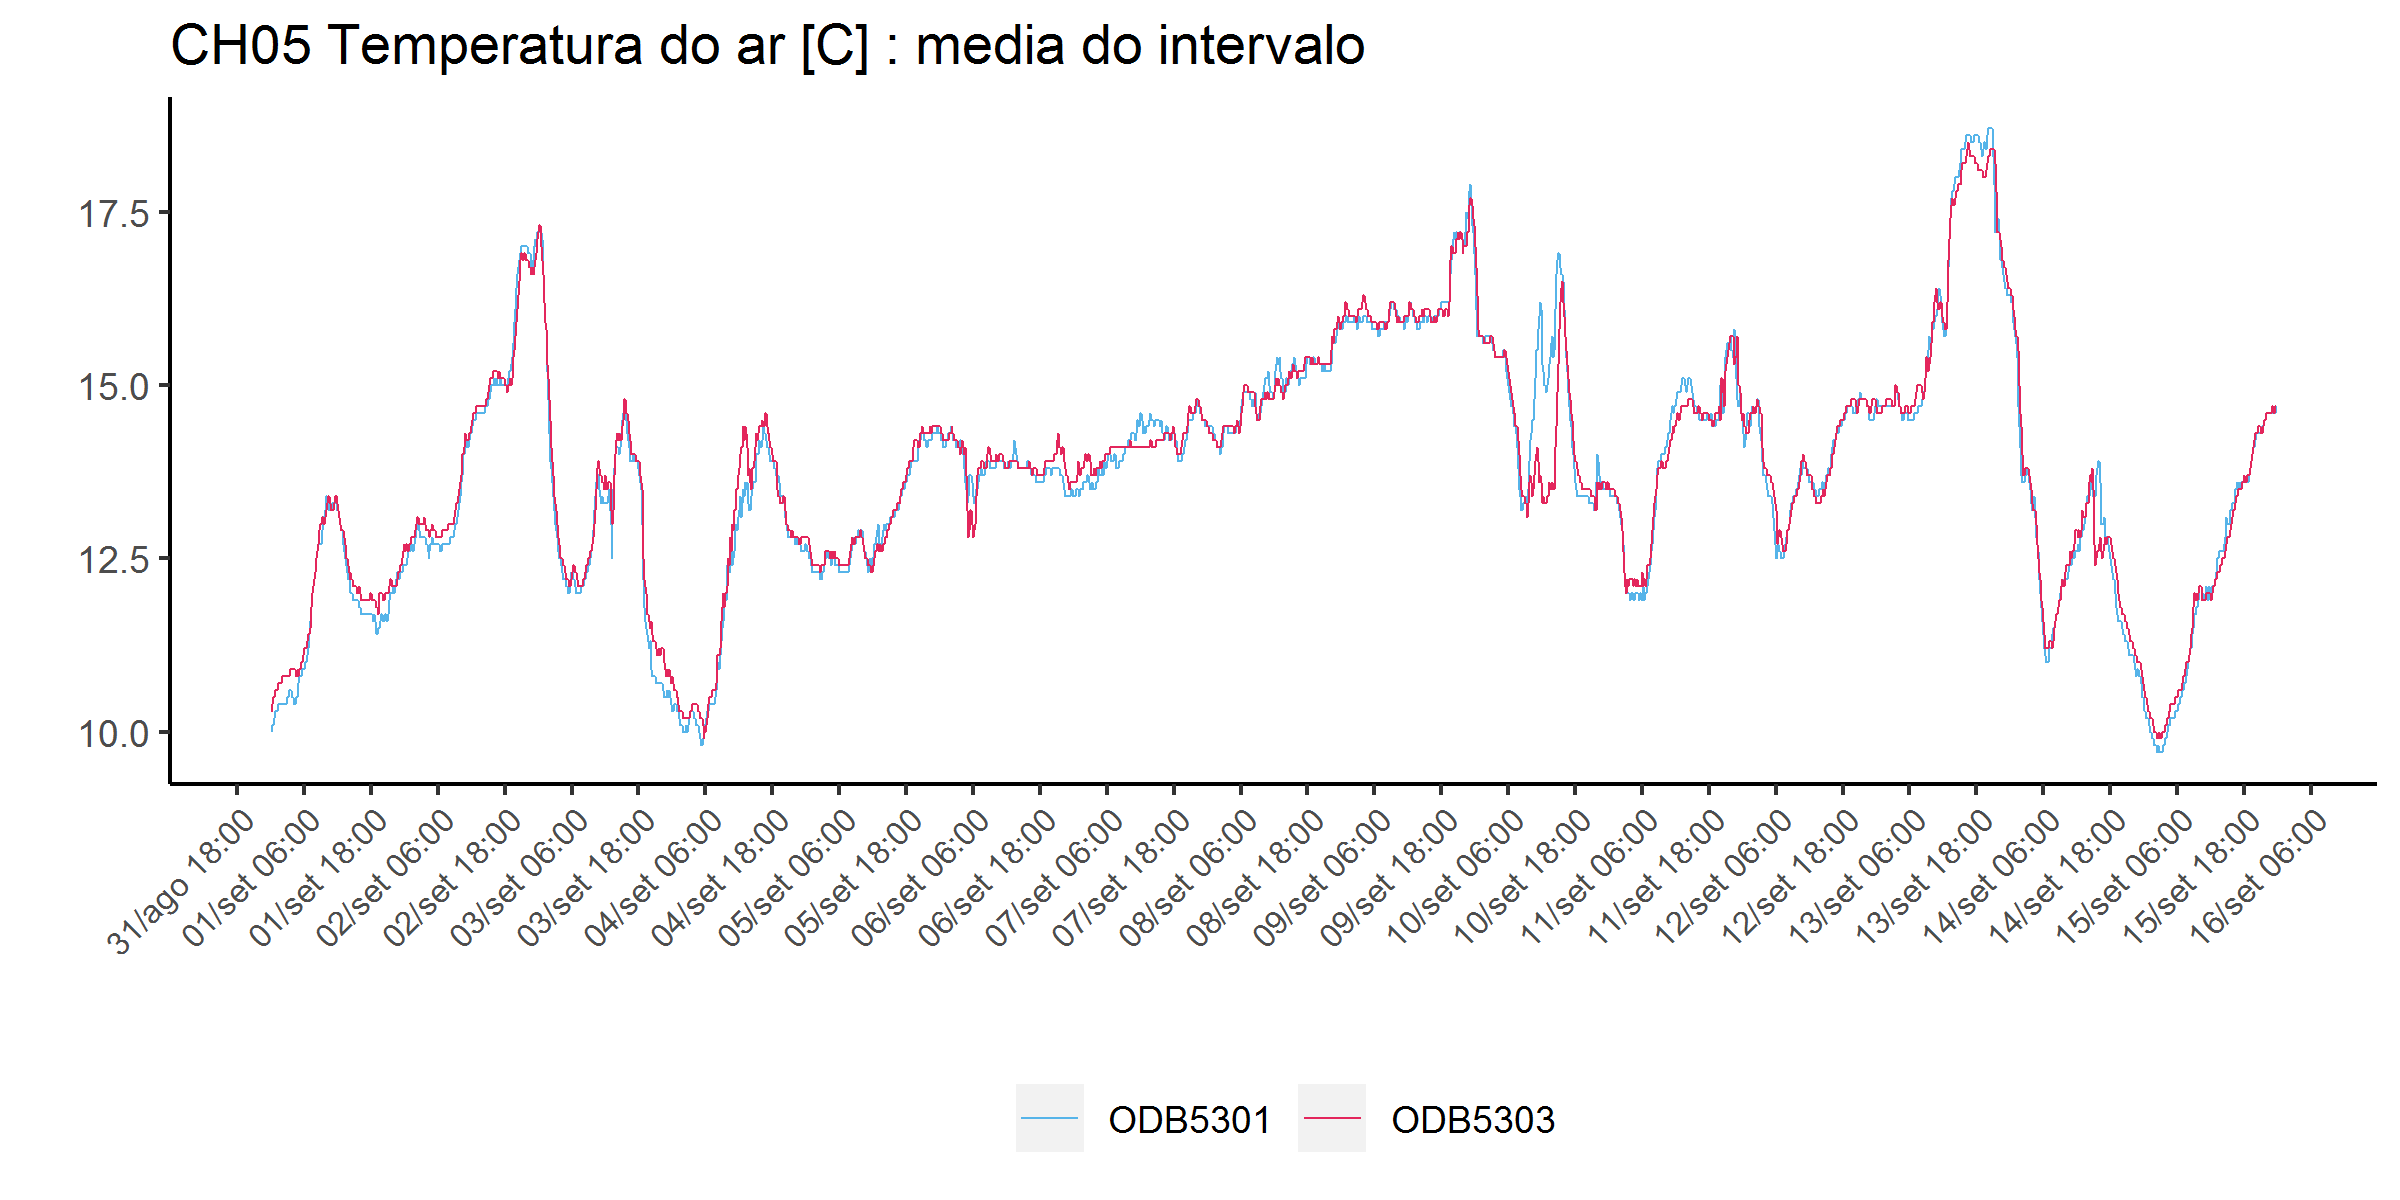 CH05 Temperatura do ar [C] : media do intervalo
17.5
15.0
12.5
10.0
31/ago 18:00
01/set 06:00
01/set 18:00
02/set 06:00
02/set 18:00
03/set 06:00
03/set 18:00
04/set 06:00
04/set 18:00
05/set 06:00
05/set 18:00
06/set 06:00
06/set 18:00
07/set 06:00
07/set 18:00
08/set 06:00
08/set 18:00
09/set 06:00
09/set 18:00
10/set 06:00
10/set 18:00
11/set 06:00
11/set 18:00
12/set 06:00
12/set 18:00
13/set 06:00
13/set 18:00
14/set 06:00
14/set 18:00
15/set 06:00
15/set 18:00
16/set 06:00
ODB5301
ODB5303